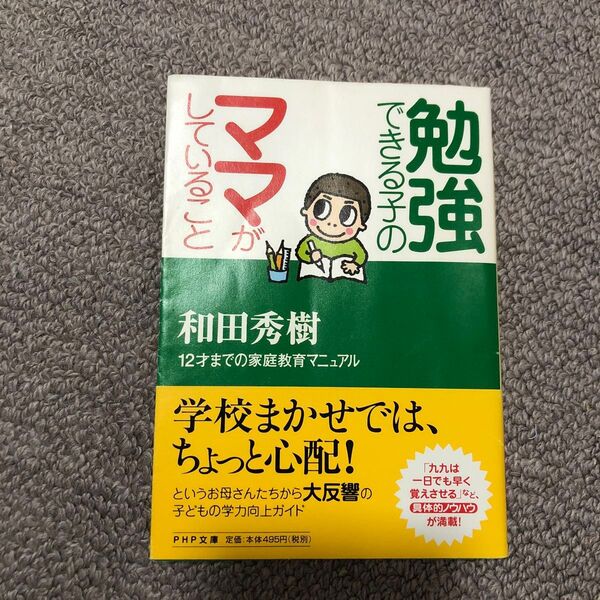 勉強
できる子の
ママが
していること
和田秀樹
12才までの家庭教育マニュアル
学校まかせでは、
ちょっと心配!
というお母さんたちから大反響の
子どもの学力向上ガイド
「九九は
一日でも早く
覚えさせる」など、
具体的ノウハウ
が満載!
PHP文庫 定価:本体495円(税別)